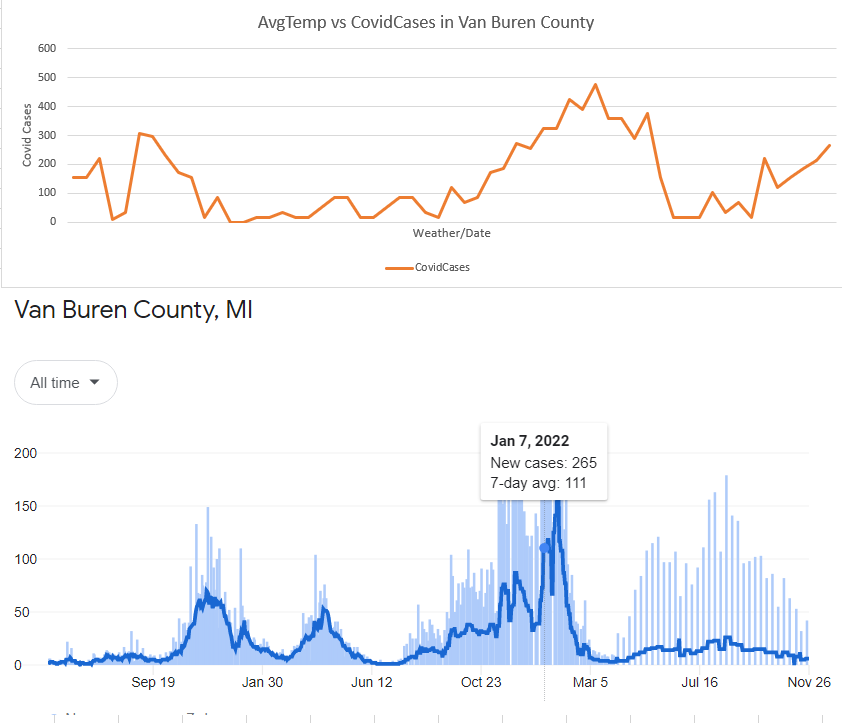 AvgTemp vs CovidCases in Van Buren County
600
500
400
300
200
100
0
Covid Cases
Weather/Date
CovidCases
Van Buren County, MI
All time
Jan 7, 2022
New cases: 265
7-day avg: 111
200
150
100
50
0
Sep 19 Jan 30 Jun 12 Oct 23 Mar 5 Jul 16 Nov 26